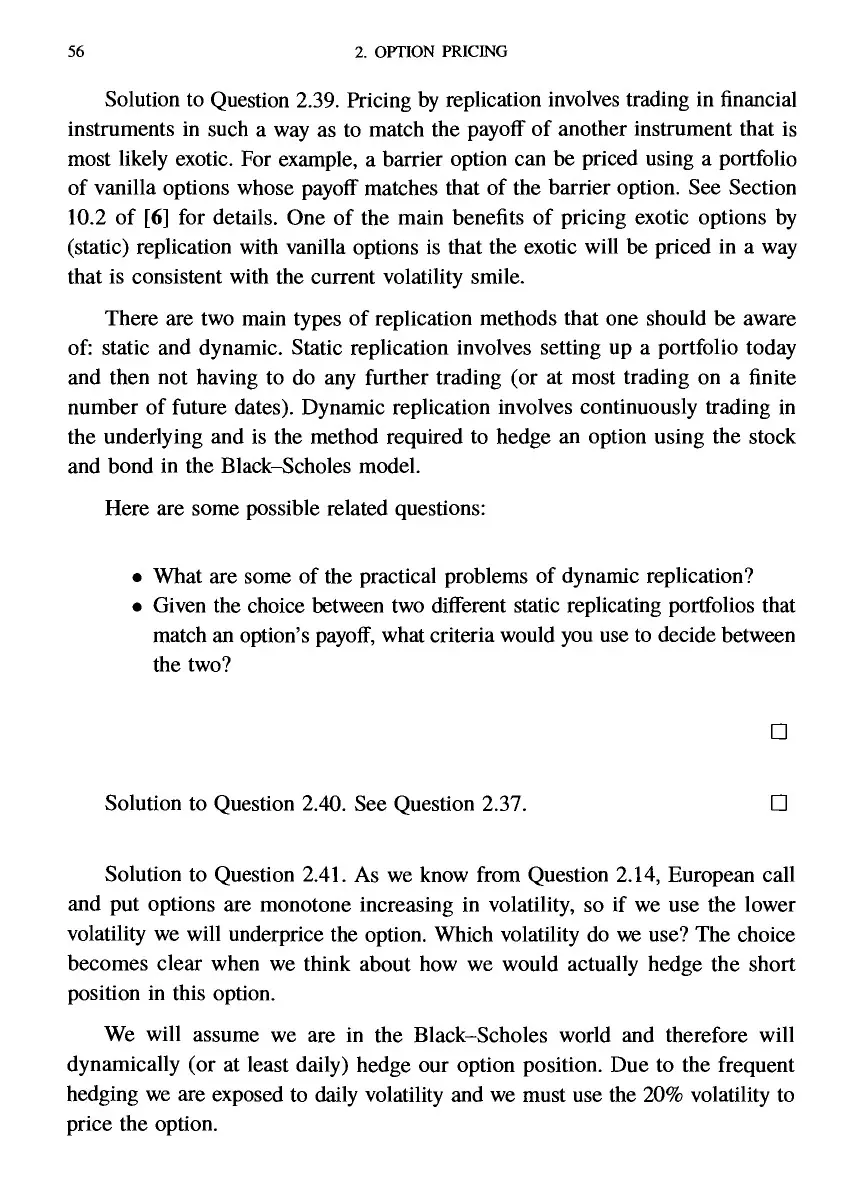 56
2. OPTION PRICING
Solution to Question 2.39. Pricing by replication involves trading in financial
instruments in such a way as to match the payoff of another instrument that is
most likely exotic. For example, a barrier option can be priced using a portfolio
of vanilla options whose payoff matches that of the barrier option. See Section
10.2 of [6] for details. One of the main benefits of pricing exotic options by
(static) replication with vanilla options is that the exotic will be priced in a way
that is consistent with the current volatility smile.
There are two main types of replication methods that one should be aware
of: static and dynamic. Static replication involves setting up a portfolio today
and then not having to do any further trading (or at most trading on a finite
number of future dates). Dynamic replication involves continuously trading in
the underlying and is the method required to hedge an option using the stock
and bond in the Black–Scholes model.
Here are some possible related questions:
• What are some of the practical problems of dynamic replication?
• Given the choice between two different static replicating portfolios that
match an option's payoff, what criteria would you use to decide between
the two?
□
Solution to Question 2.40. See Question 2.37. □
Solution to Question 2.41. As we know from Question 2.14, European call
and put options are monotone increasing in volatility, so if we use the lower
volatility we will underprice the option. Which volatility do we use? The choice
becomes clear when we think about how we would actually hedge the short
position in this option.
We will assume we are in the Black–Scholes world and therefore will
dynamically (or at least daily) hedge our option position. Due to the frequent
hedging we are exposed to daily volatility and we must use the 20% volatility to
price the option.